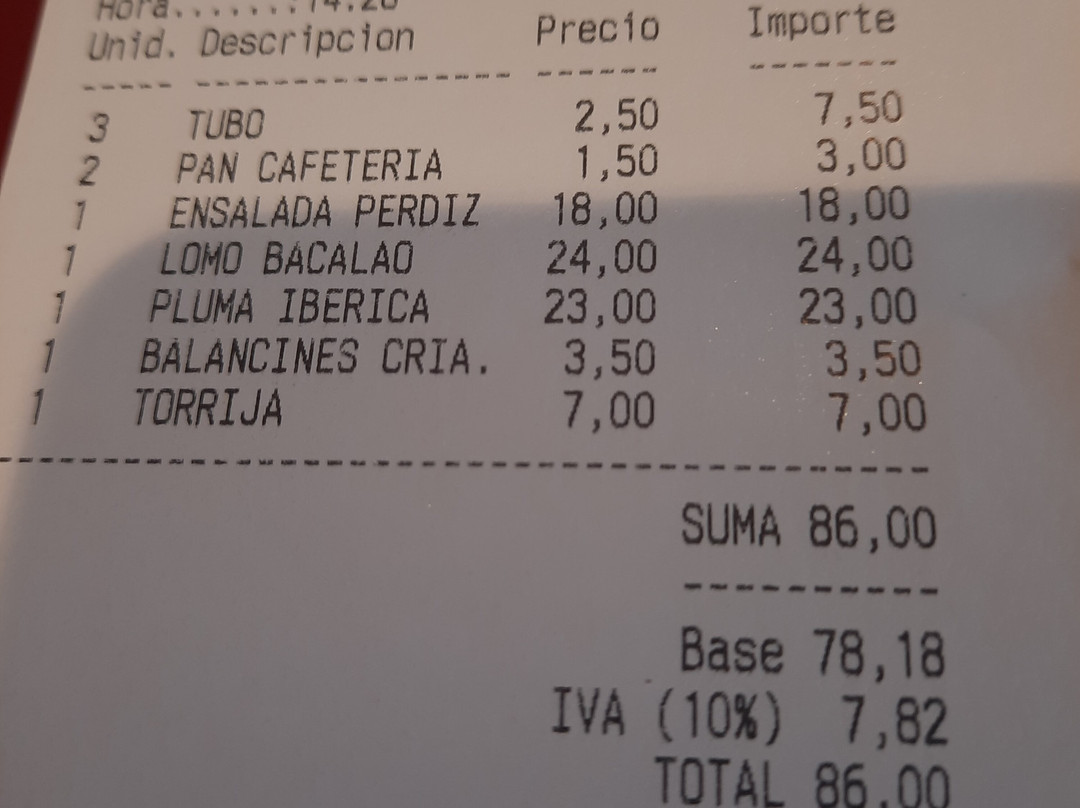 Hora.......:14:20
Unid. Descripcion Precio Importe
3 TUBO 2,50 7,50
2 PAN CAFETERIA 1,50 3,00
1 ENSALADA PERDIZ 18,00 18,00
1 LOMO BACALAO 24,00 24,00
1 PLUMA IBERICA 23,00 23,00
1 BALANCINES CRIA. 3,50 3,50
1 TORRIJA 7,00 7,00
SUMA 86,00
Base 78,18
IVA (10%) 7,82
TOTAL 86,00